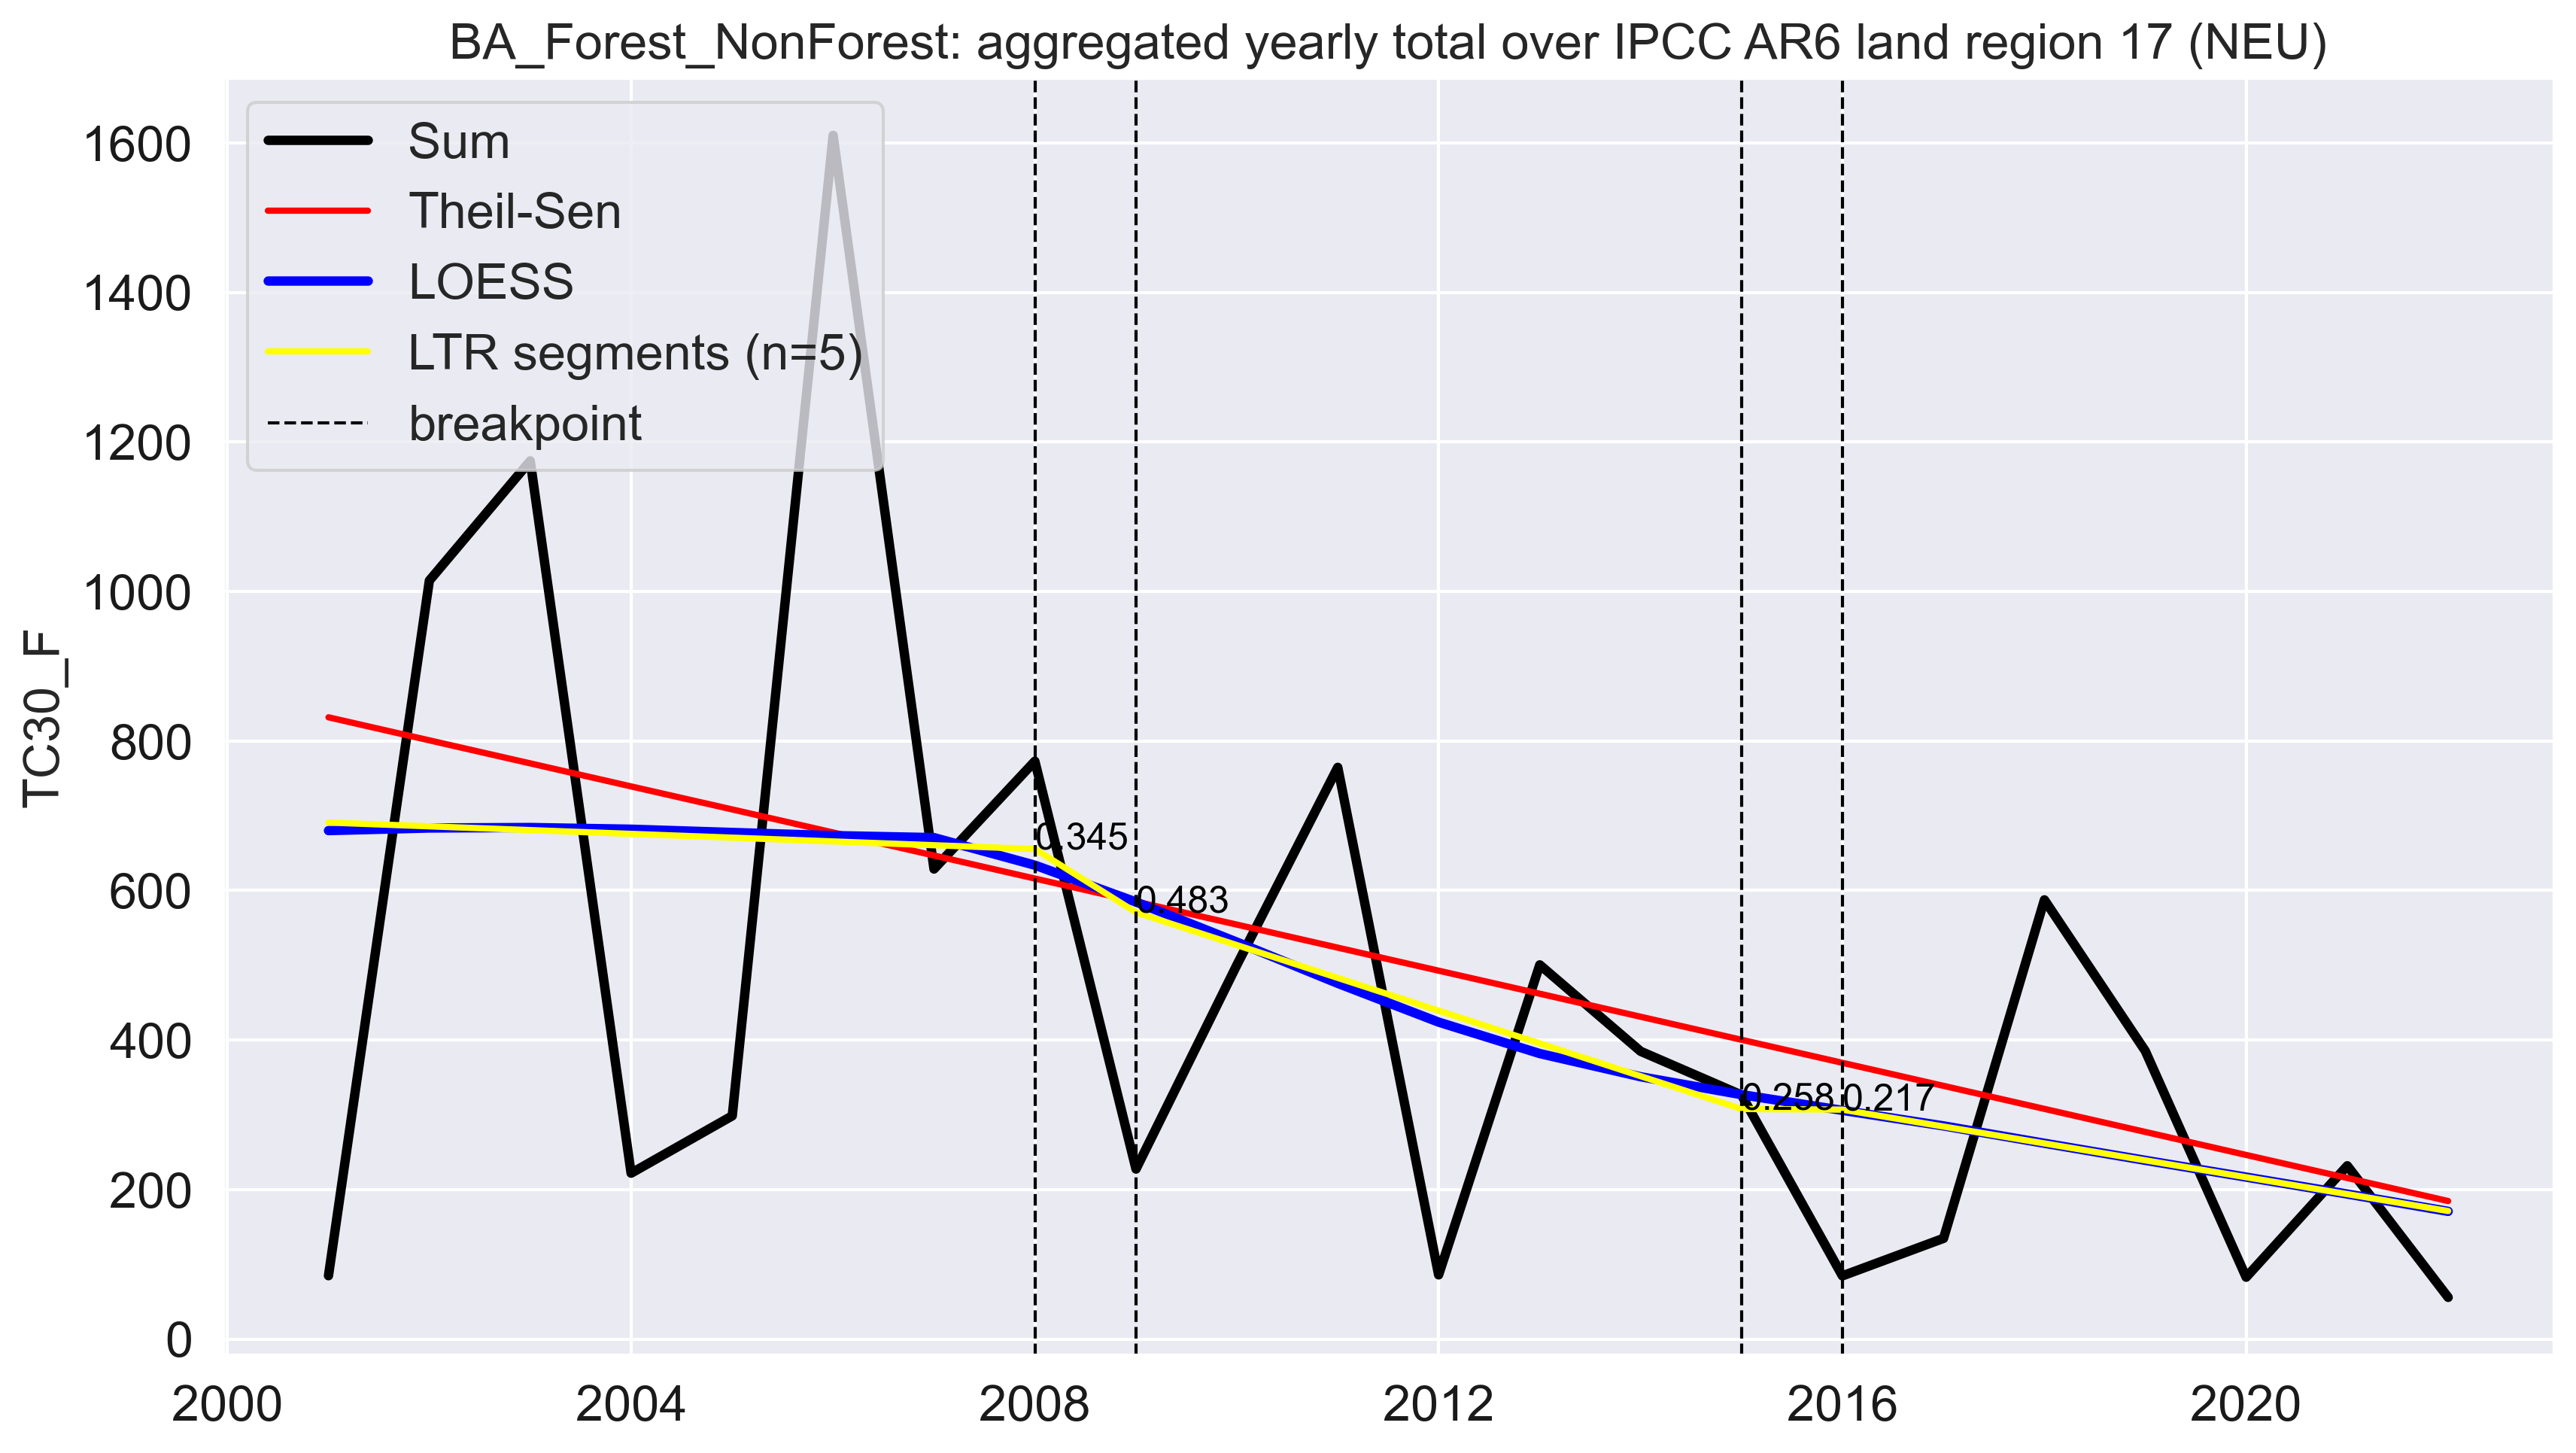 BA_Forest_NonForest: aggregated yearly total over IPCC AR6 land region 17 (NEU)
Sum
Theil-Sen
LOESS
LTR segments (n=5)
breakpoint
TC30_F
1600
1400
1200
1000
800
600
400
200
0
0.345
0.483
0.258
0.217
2000
2004
2008
2012
2016
2020